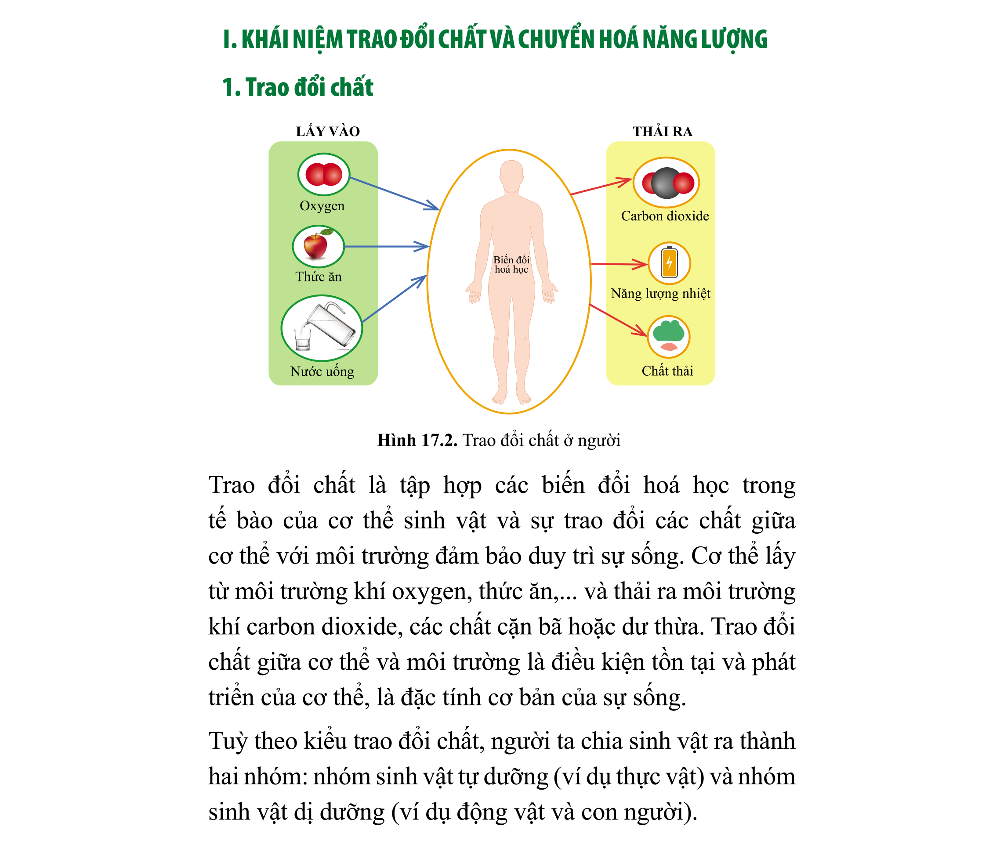 I. KHÁI NIỆM TRAO ĐỔI CHẤT VÀ CHUYỂN HOÁ NĂNG LƯỢNG
1. Trao đổi chất
LẤY VÀO
Oxygen
Thức ăn
Nước uống
Biến đổi
hoá học
THẢI RA
Carbon dioxide
Năng lượng nhiệt
Chất thải
Hình 17.2. Trao đổi chất ở người
Trao đổi chất là tập hợp các biến đổi hoá học trong
tế bào của cơ thể sinh vật và sự trao đổi các chất giữa
cơ thể với môi trường đảm bảo duy trì sự sống. Cơ thể lấy
từ môi trường khí oxygen, thức ăn,... và thải ra môi trường
khí carbon dioxide, các chất cặn bã hoặc dư thừa. Trao đổi
chất giữa cơ thể và môi trường là điều kiện tồn tại và phát
triển của cơ thể, là đặc tính cơ bản của sự sống.
Tuỳ theo kiểu trao đổi chất, người ta chia sinh vật ra thành
hai nhóm: nhóm sinh vật tự dưỡng (ví dụ thực vật) và nhóm
sinh vật dị dưỡng (ví dụ động vật và con người).